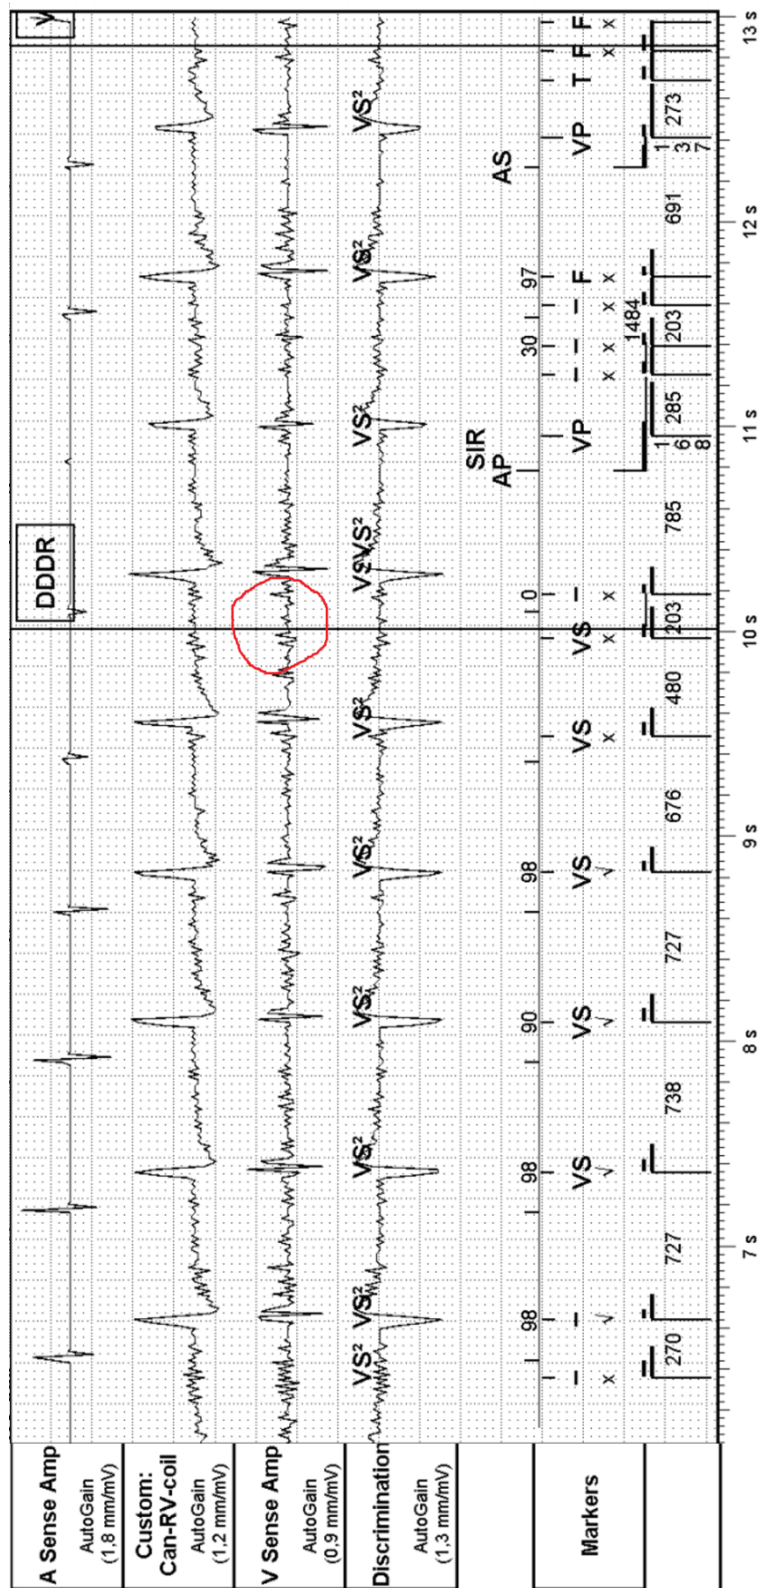 A Sense Amp
AutoGain
(1,8 mm/mV)
DDDR
V
Custom:
Can-RV-coil
AutoGain
(1,2 mm/mV)
V Sense Amp
AutoGain
(0,9 mm/mV)
Discrimination
AutoGain
(1,3 mm/mV)
VS² VS² VS² VS² VS² VS² VS VS² VS² VS² VS²
SIR
AP AS
98 98 90 98 0 30 97
Markers
- VS VS VS VS VS - VP - - - F VP T F F
x √ √ √ √ x x x x x x x x x
1484
270 727 738 727 676 480 203 785 168 285 203 691 137 273
7 s 8 s 9 s 10 s 11 s 12 s 13 s